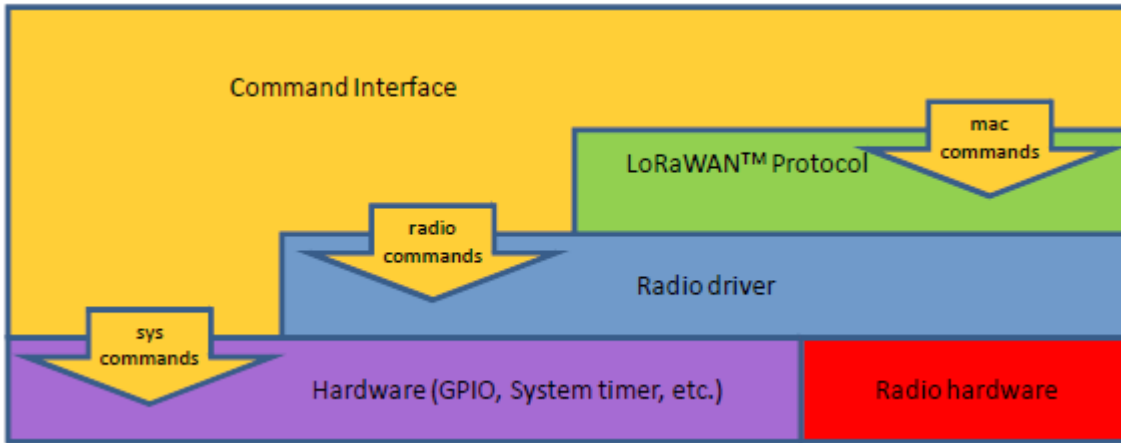 Command Interface
mac
commands
LoRaWAN™ Protocol
radio
commands
Radio driver
sys
commands
Hardware (GPIO, System timer, etc.)
Radio hardware